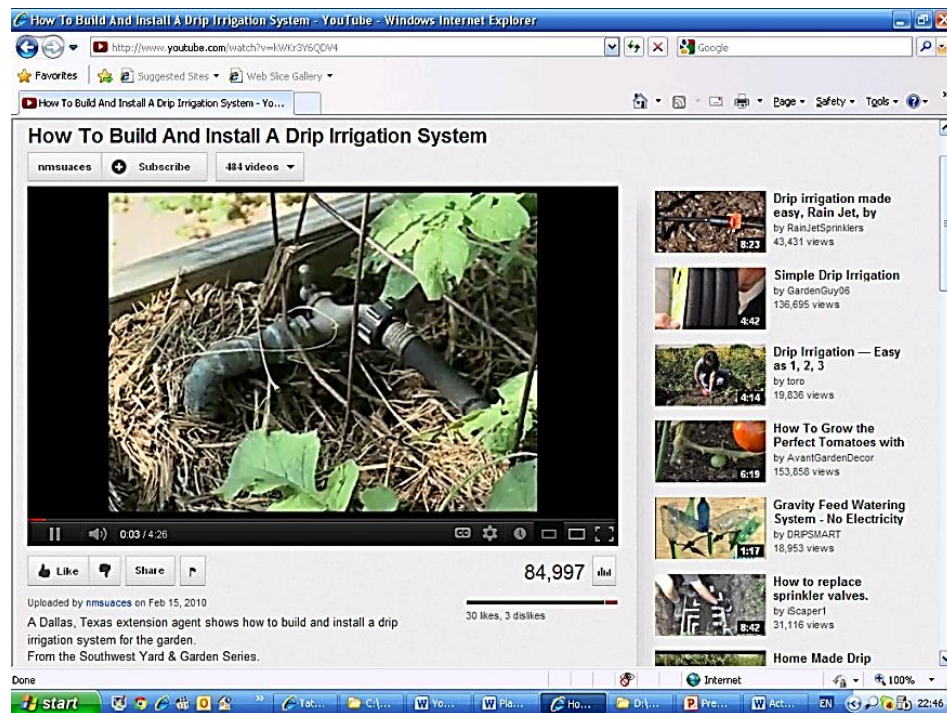 How To Build And Install A Drip Irrigation System - YouTube - Windows Internet Explorer
http://www.youtube.com/watch?v=kWKr3Y6QDV4
Google
Favorites
Suggested Sites
Web Slice Gallery
How To Build And Install A Drip Irrigation System - Yo...
Page
Safety
Tools
How To Build And Install A Drip Irrigation System
nmsuaces
Subscribe
484 videos
0:03 / 4:26
CC
Like
Share
84,997
Uploaded by nmsuaces on Feb 15, 2010
30 likes, 3 dislikes
A Dallas, Texas extension agent shows how to build and install a drip
irrigation system for the garden.
From the Southwest Yard & Garden Series.
8:23
Drip irrigation made
easy, Rain Jet, by
by RainJetSprinklers
43,431 views
4:42
Simple Drip Irrigation
by GardenGuy06
136,695 views
4:14
Drip Irrigation — Easy
as 1, 2, 3
by toro
19,836 views
6:19
How To Grow the
Perfect Tomatoes with
by AvantGardenDecor
153,858 views
1:17
Gravity Feed Watering
System - No Electricity
by DRIPSMART
18,953 views
8:42
How to replace
sprinkler valves.
by iScaper1
31,116 views
Home Made Drip
Done
Internet
100%
start
Tat...
C:\...
Yo...
Pla...
Ho...
D:\...
Pre...
Act...
EN
22:46